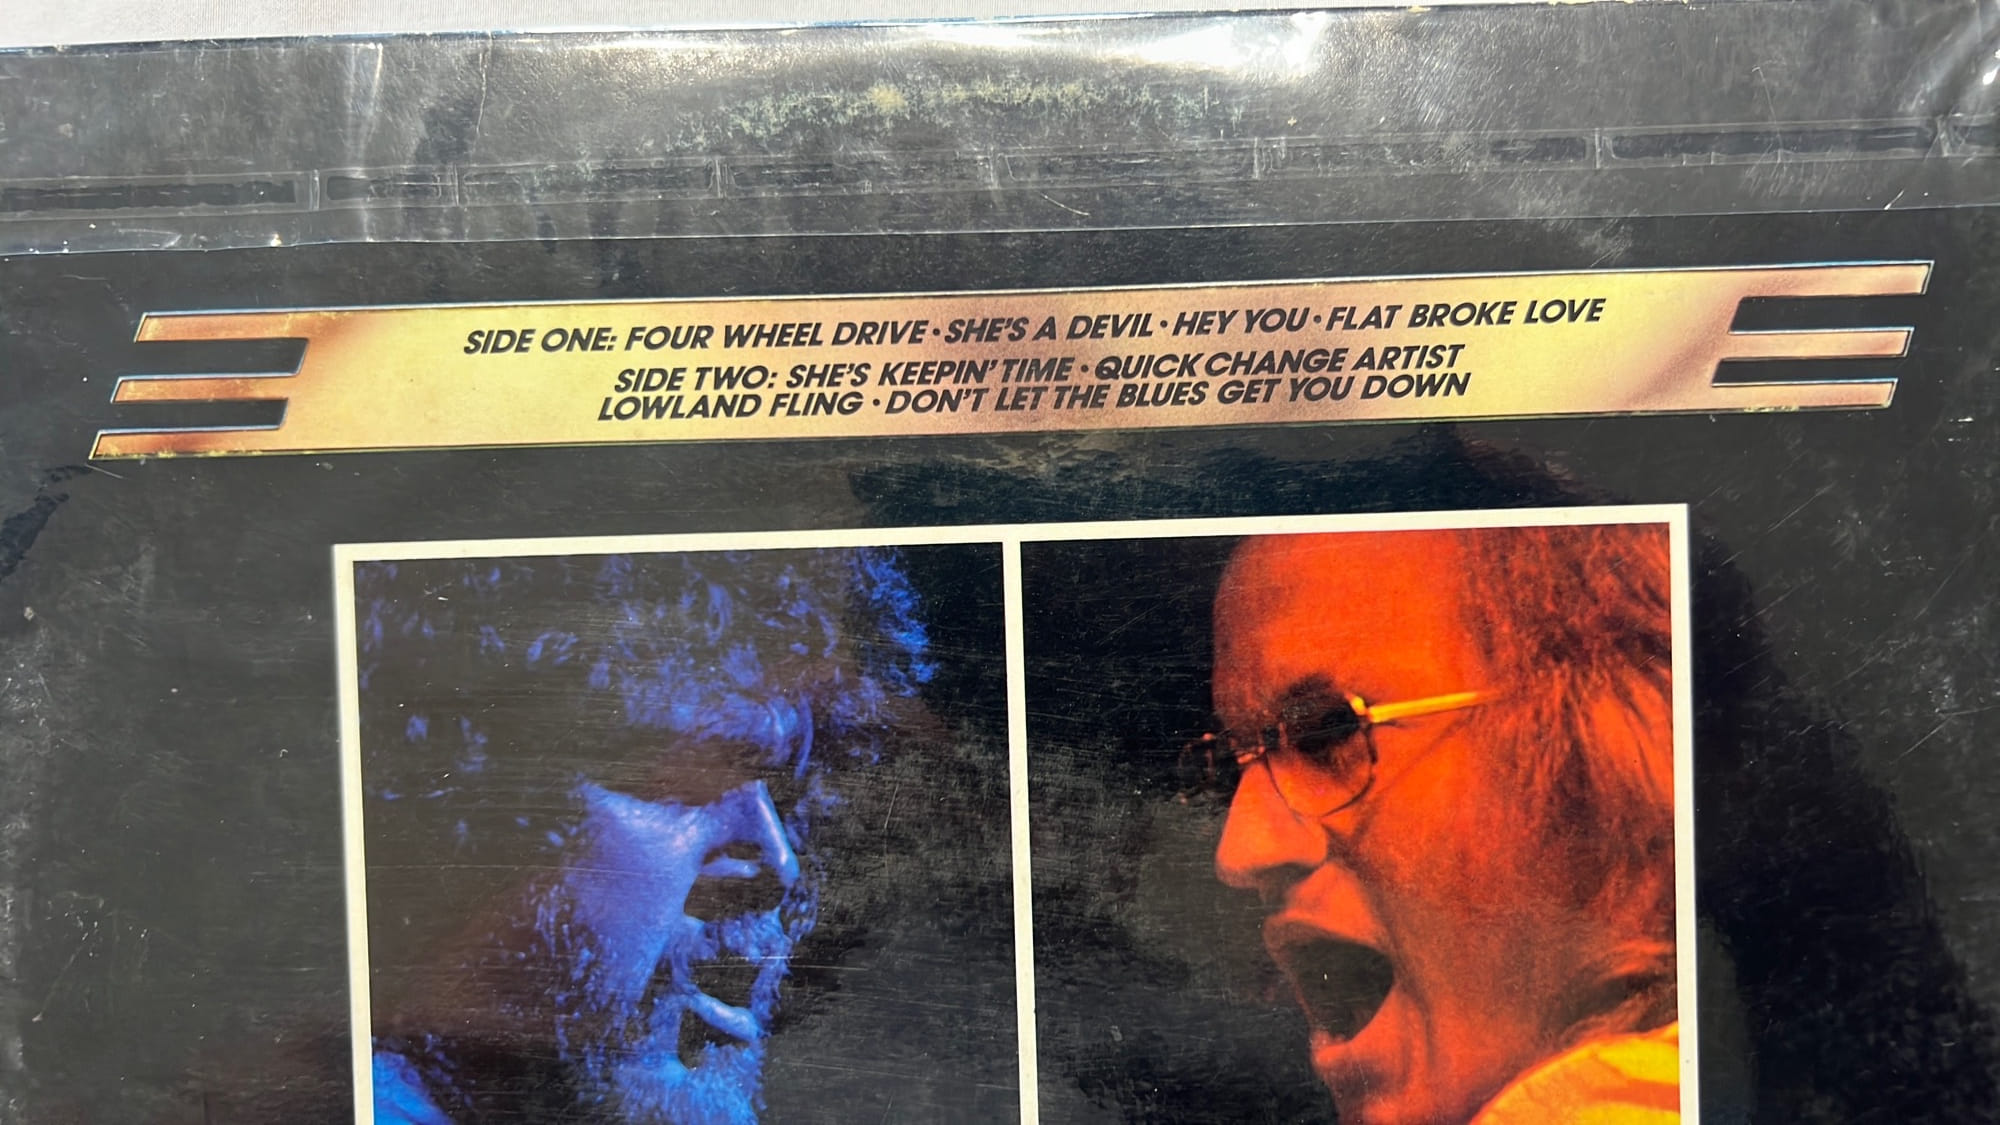 SIDE ONE: FOUR WHEEL DRIVE • SHE'S A DEVIL • HEY YOU • FLAT BROKE LOVE
SIDE TWO: SHE'S KEEPIN' TIME • QUICK CHANGE ARTIST
LOWLAND FLING • DON'T LET THE BLUES GET YOU DOWN